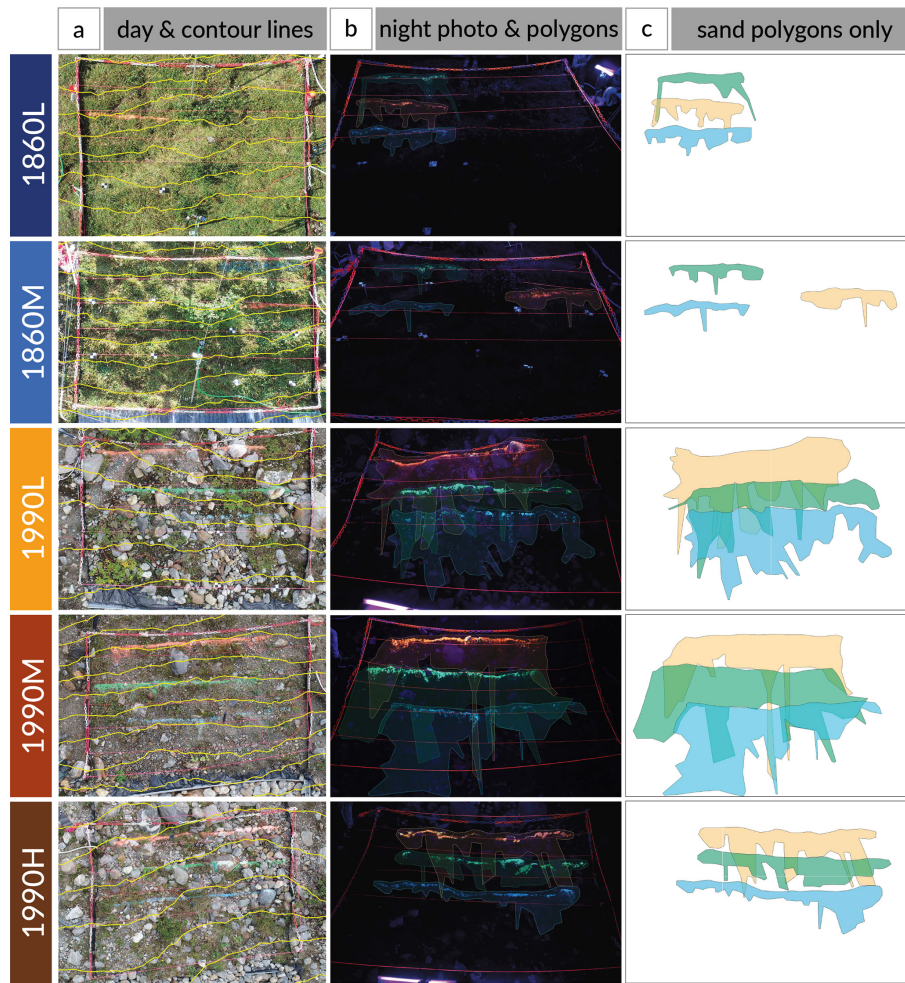 a day & contour lines
b night photo & polygons
c sand polygons only
1860L
1860M
1990L
1990M
1990H